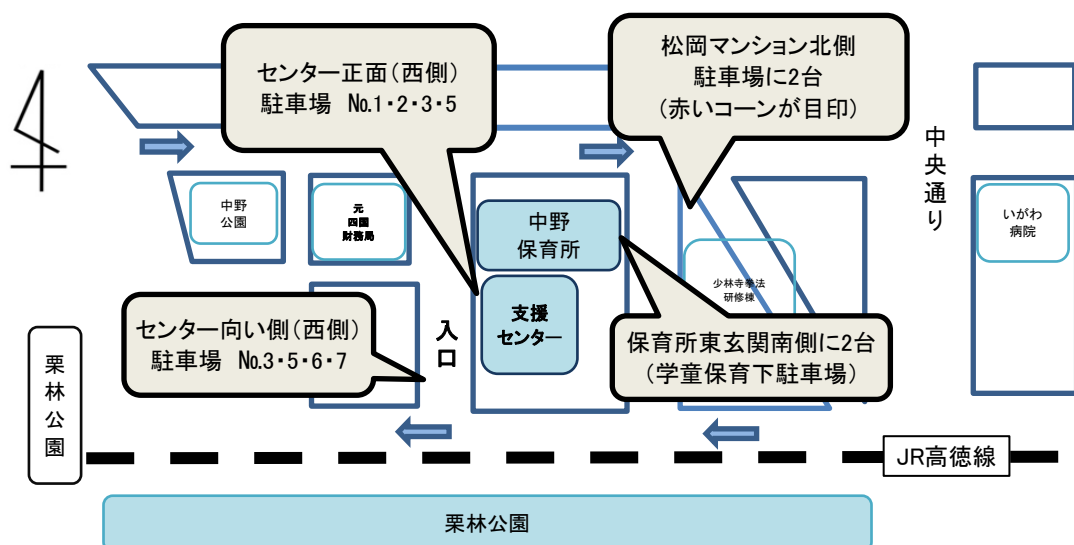 センター正面(西側)
駐車場 No.1・2・3・5
松岡マンション北側
駐車場に2台
(赤いコーンが目印)
中央通り
中野
公園
元
四国
財務局
中野
保育所
いがわ
病院
少林寺拳法
研修棟
支援
センター
入口
センター向い側(西側)
駐車場 No.3・5・6・7
保育所東玄関南側に2台
(学童保育下駐車場)
栗林公園
JR高徳線
栗林公園